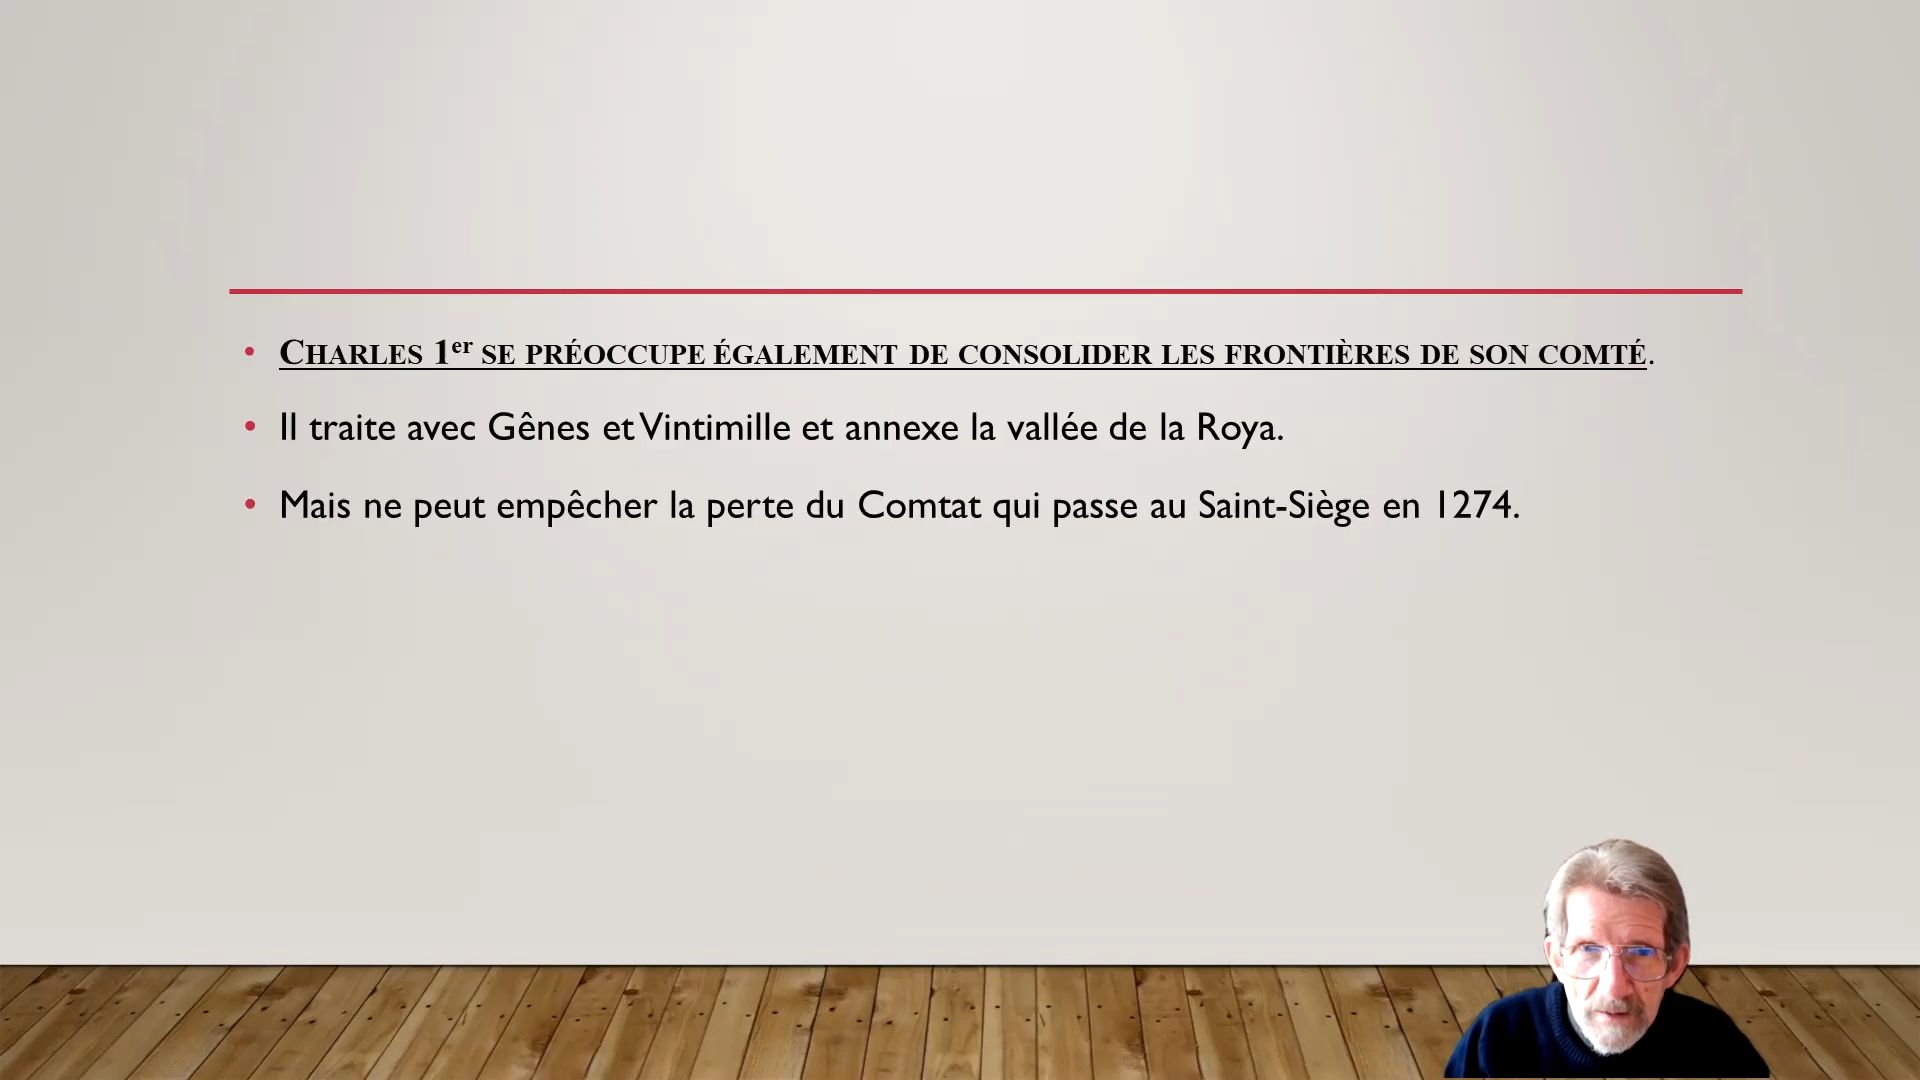 CHARLES 1er SE PRÉOCCUPE ÉGALEMENT DE CONSOLIDER LES FRONTIÈRES DE SON COMTÉ.
Il traite avec Gênes et Vintimille et annexe la vallée de la Roya.
Mais ne peut empêcher la perte du Comtat qui passe au Saint-Siège en 1274.